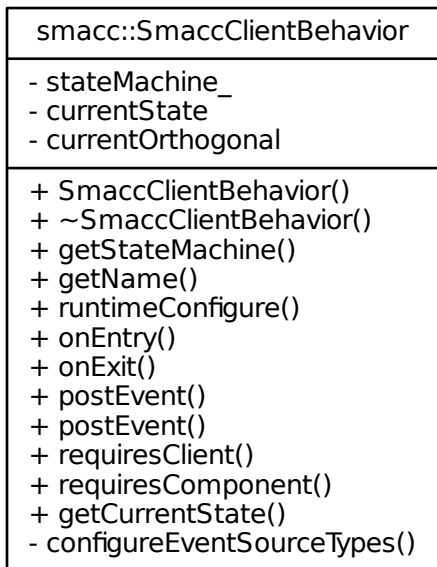 smacc::SmaccClientBehavior
- stateMachine_
- currentState
- currentOrthogonal
+ SmaccClientBehavior()
+ ~SmaccClientBehavior()
+ getStateMachine()
+ getName()
+ runtimeConfigure()
+ onEntry()
+ onExit()
+ postEvent()
+ postEvent()
+ requiresClient()
+ requiresComponent()
+ getCurrentState()
- configureEventSourceTypes()